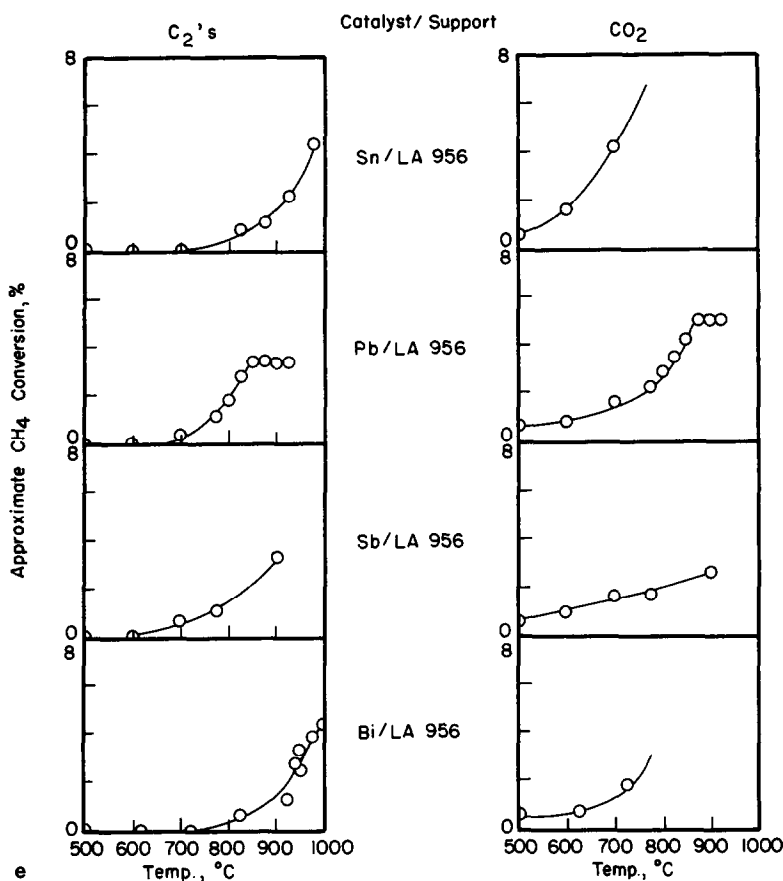 C2's Catalyst/Support CO2
8 8
Sn/LA 956
0 0
8 8
Pb/LA 956
0 0
8 8
Sb/LA 956
0 0
8 8
Bi/LA 956
0 0
500 600 700 800 900 1000 500 600 700 800 900 1000
Temp., °C Temp., °C
Approximate CH4 Conversion, %
e